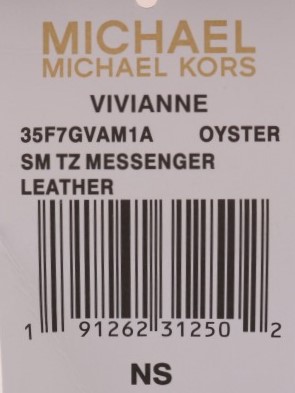 MICHAEL
MICHAEL KORS
VIVIANNE
35F7GVAM1A OYSTER
SM TZ MESSENGER
LEATHER
1 91262 31250 2
NS